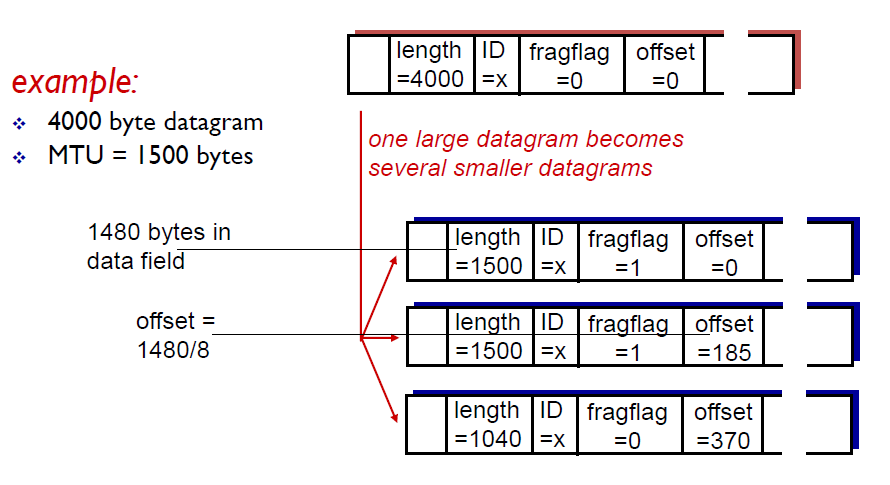 length ID fragflag offset
=4000 =x =0 =0
example:
❖ 4000 byte datagram
❖ MTU = 1500 bytes
one large datagram becomes
several smaller datagrams
1480 bytes in
data field
length ID fragflag offset
=1500 =x =1 =0
offset =
1480/8
length ID fragflag offset
=1500 =x =1 =185
length ID fragflag offset
=1040 =x =0 =370